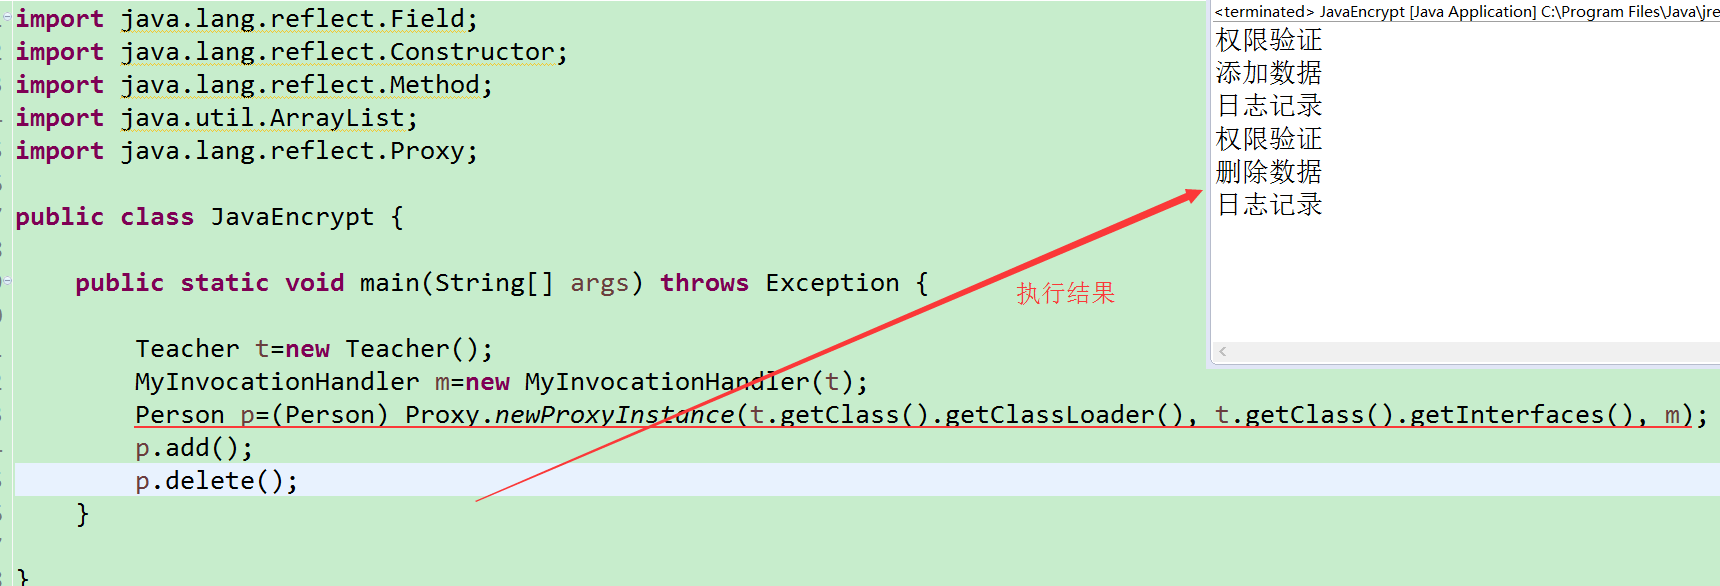 import java.lang.reflect.Field;
import java.lang.reflect.Constructor;
import java.lang.reflect.Method;
import java.util.ArrayList;
import java.lang.reflect.Proxy;
public class JavaEncrypt {
public static void main(String[] args) throws Exception {
Teacher t=new Teacher();
MyInvocationHandler m=new MyInvocationHandler(t);
Person p=(Person) Proxy.newProxyInstance(t.getClass().getClassLoader(), t.getClass().getInterfaces(), m);
p.add();
p.delete();
}
}
执行结果
<terminated> JavaEncrypt [Java Application] C:\Program Files\Java\jre
权限验证
添加数据
日志记录
权限验证
删除数据
日志记录